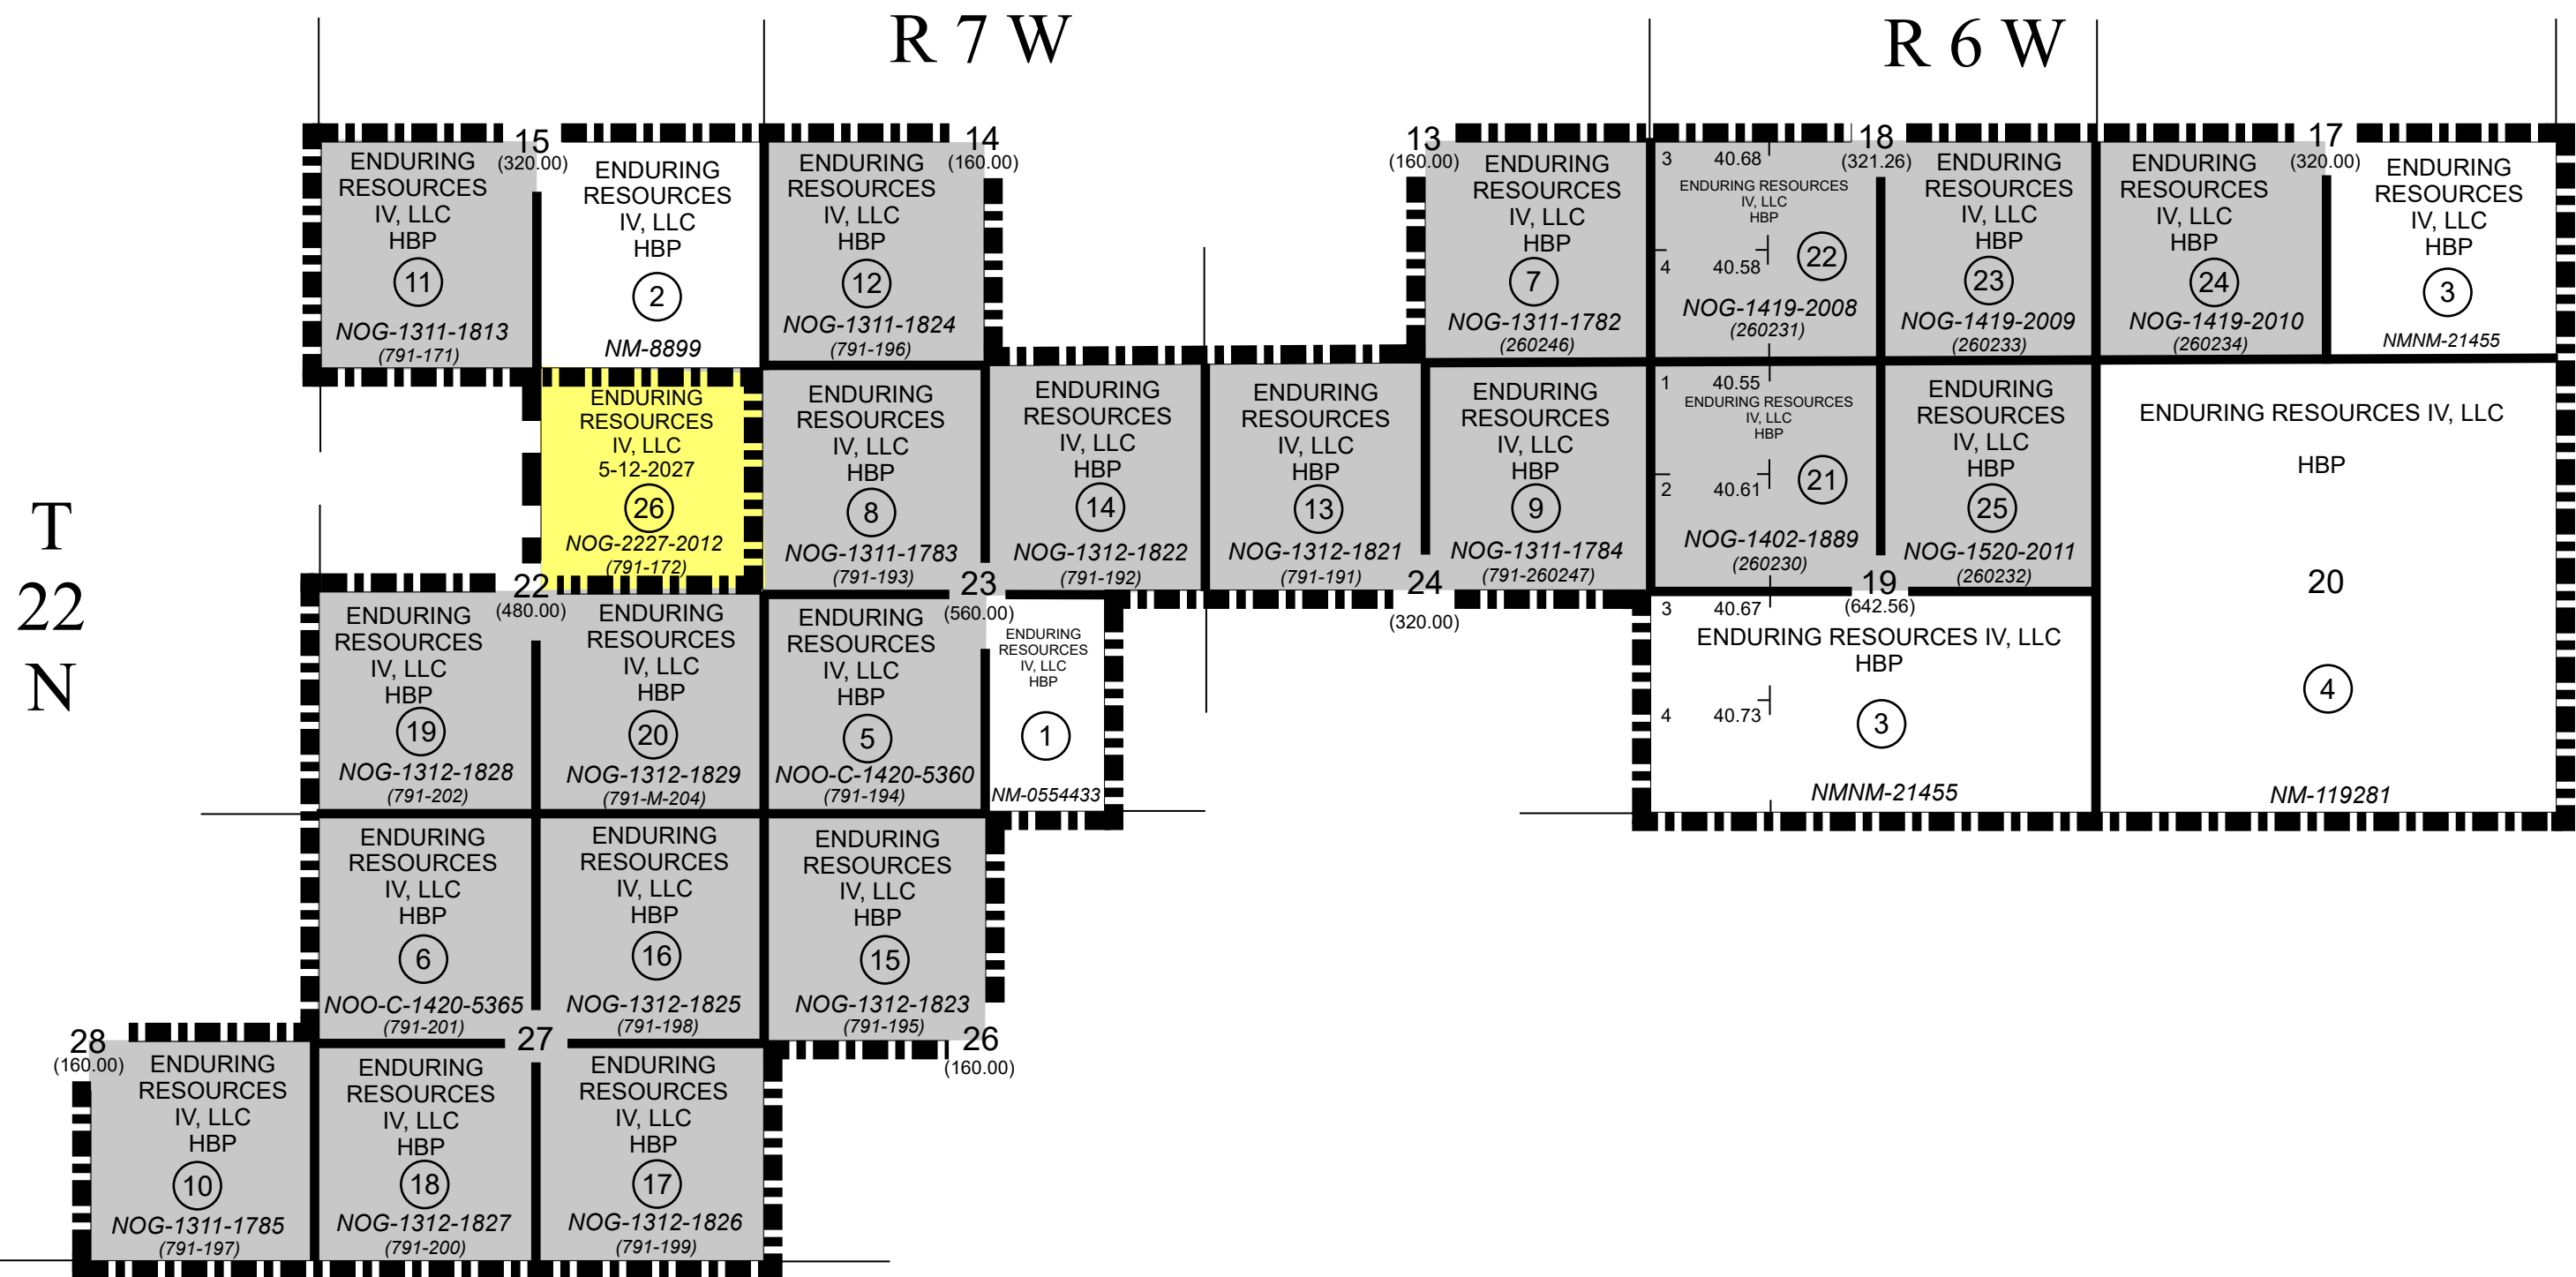 R 7 W
R 6 W
T
22
N
15
(320.00)
ENDURING
RESOURCES
IV, LLC
HBP
11
NOG-1311-1813
(791-171)
ENDURING
RESOURCES
IV, LLC
HBP
2
NM-8899
14
(160.00)
ENDURING
RESOURCES
IV, LLC
HBP
12
NOG-1311-1824
(791-196)
13
(160.00)
ENDURING
RESOURCES
IV, LLC
HBP
7
NOG-1311-1782
(260246)
18
(321.26)
3 40.68
ENDURING RESOURCES
IV, LLC
HBP
4 40.58
22
NOG-1419-2008
(260231)
ENDURING
RESOURCES
IV, LLC
HBP
23
NOG-1419-2009
(260233)
17
(320.00)
ENDURING
RESOURCES
IV, LLC
HBP
24
NOG-1419-2010
(260234)
ENDURING
RESOURCES
IV, LLC
HBP
3
NMNM-21455
ENDURING
RESOURCES
IV, LLC
5-12-2027
26
NOG-2227-2012
(791-172)
ENDURING
RESOURCES
IV, LLC
HBP
8
NOG-1311-1783
(791-193)
ENDURING
RESOURCES
IV, LLC
HBP
14
NOG-1312-1822
(791-192)
ENDURING
RESOURCES
IV, LLC
HBP
13
NOG-1312-1821
(791-191)
ENDURING
RESOURCES
IV, LLC
HBP
9
NOG-1311-1784
(791-260247)
1 40.55
ENDURING RESOURCES
IV, LLC
HBP
2 40.61
21
NOG-1402-1889
(260230)
ENDURING
RESOURCES
IV, LLC
HBP
25
NOG-1520-2011
(260232)
ENDURING RESOURCES IV, LLC
HBP
20
4
NM-119281
22
(480.00)
23
(560.00)
24
(320.00)
19
(642.56)
ENDURING
RESOURCES
IV, LLC
HBP
19
NOG-1312-1828
(791-202)
ENDURING
RESOURCES
IV, LLC
HBP
20
NOG-1312-1829
(791-M-204)
ENDURING
RESOURCES
IV, LLC
HBP
5
NOO-C-1420-5360
(791-194)
ENDURING
RESOURCES
IV, LLC
HBP
1
NM-0554433
3 40.67
ENDURING RESOURCES IV, LLC
HBP
4 40.73
3
NMNM-21455
ENDURING
RESOURCES
IV, LLC
HBP
6
NOO-C-1420-5365
(791-201)
ENDURING
RESOURCES
IV, LLC
HBP
16
NOG-1312-1825
(791-198)
ENDURING
RESOURCES
IV, LLC
HBP
15
NOG-1312-1823
(791-195)
28
(160.00)
27
26
(160.00)
ENDURING
RESOURCES
IV, LLC
HBP
10
NOG-1311-1785
(791-197)
ENDURING
RESOURCES
IV, LLC
HBP
18
NOG-1312-1827
(791-200)
ENDURING
RESOURCES
IV, LLC
HBP
17
NOG-1312-1826
(791-199)